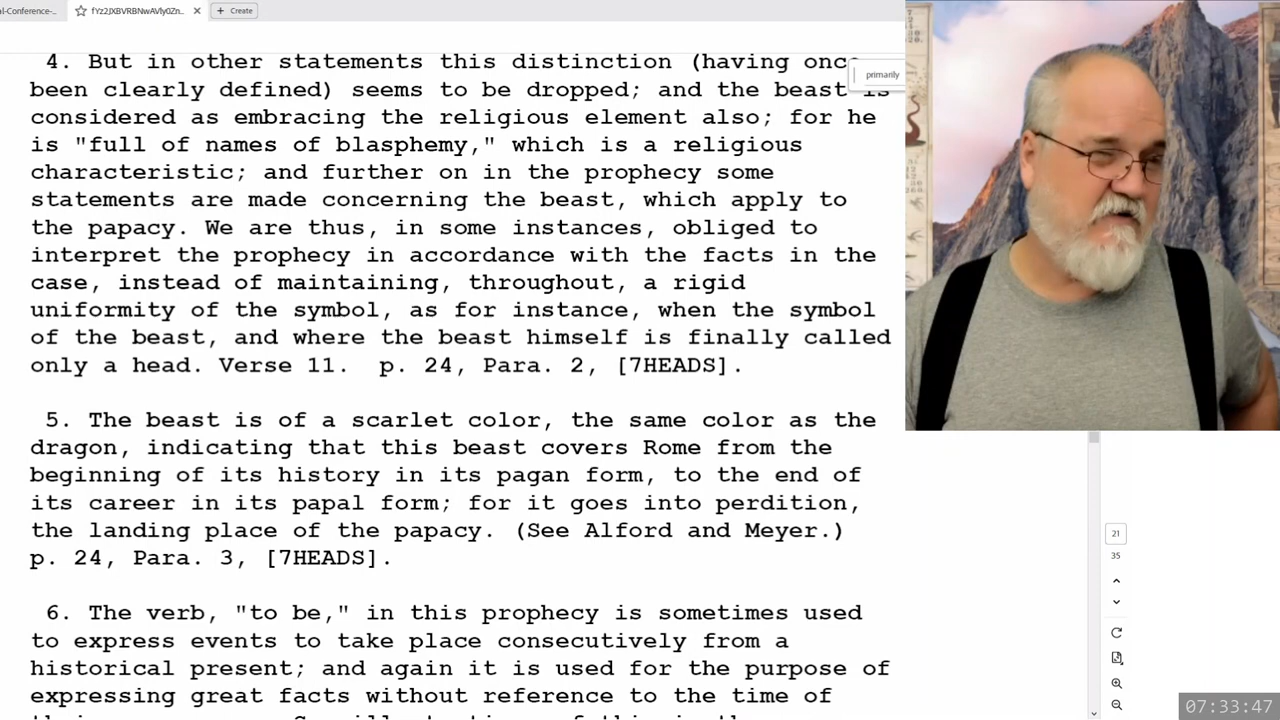 al-Conference-...
fYz2JXBVRBNwAVly0Zn...
+ Create
primarily
4. But in other statements this distinction (having once
been clearly defined) seems to be dropped; and the beast is
considered as embracing the religious element also; for he
is "full of names of blasphemy," which is a religious
characteristic; and further on in the prophecy some
statements are made concerning the beast, which apply to
the papacy. We are thus, in some instances, obliged to
interpret the prophecy in accordance with the facts in the
case, instead of maintaining, throughout, a rigid
uniformity of the symbol, as for instance, when the symbol
of the beast, and where the beast himself is finally called
only a head. Verse 11. p. 24, Para. 2, [7HEADS].
5. The beast is of a scarlet color, the same color as the
dragon, indicating that this beast covers Rome from the
beginning of its history in its pagan form, to the end of
its career in its papal form; for it goes into perdition,
the landing place of the papacy. (See Alford and Meyer.)
p. 24, Para. 3, [7HEADS].
6. The verb, "to be," in this prophecy is sometimes used
to express events to take place consecutively from a
historical present; and again it is used for the purpose of
expressing great facts without reference to the time of
21
35
07:33:47